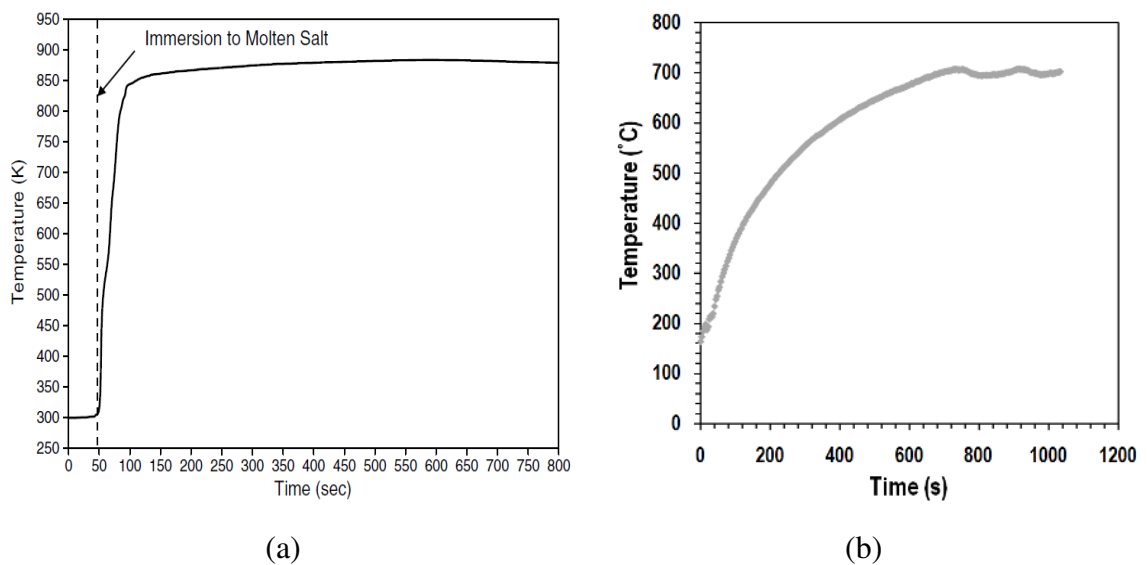 950
900
850
800
750
700
650
600
550
500
450
400
350
300
250
Temperature (K)
Immersion to Molten Salt
0 50 100 150 200 250 300 350 400 450 500 550 600 650 700 750 800
Time (sec)
(a)
800
700
600
500
400
300
200
100
0
Temperature (˚C)
0 200 400 600 800 1000 1200
Time (s)
(b)